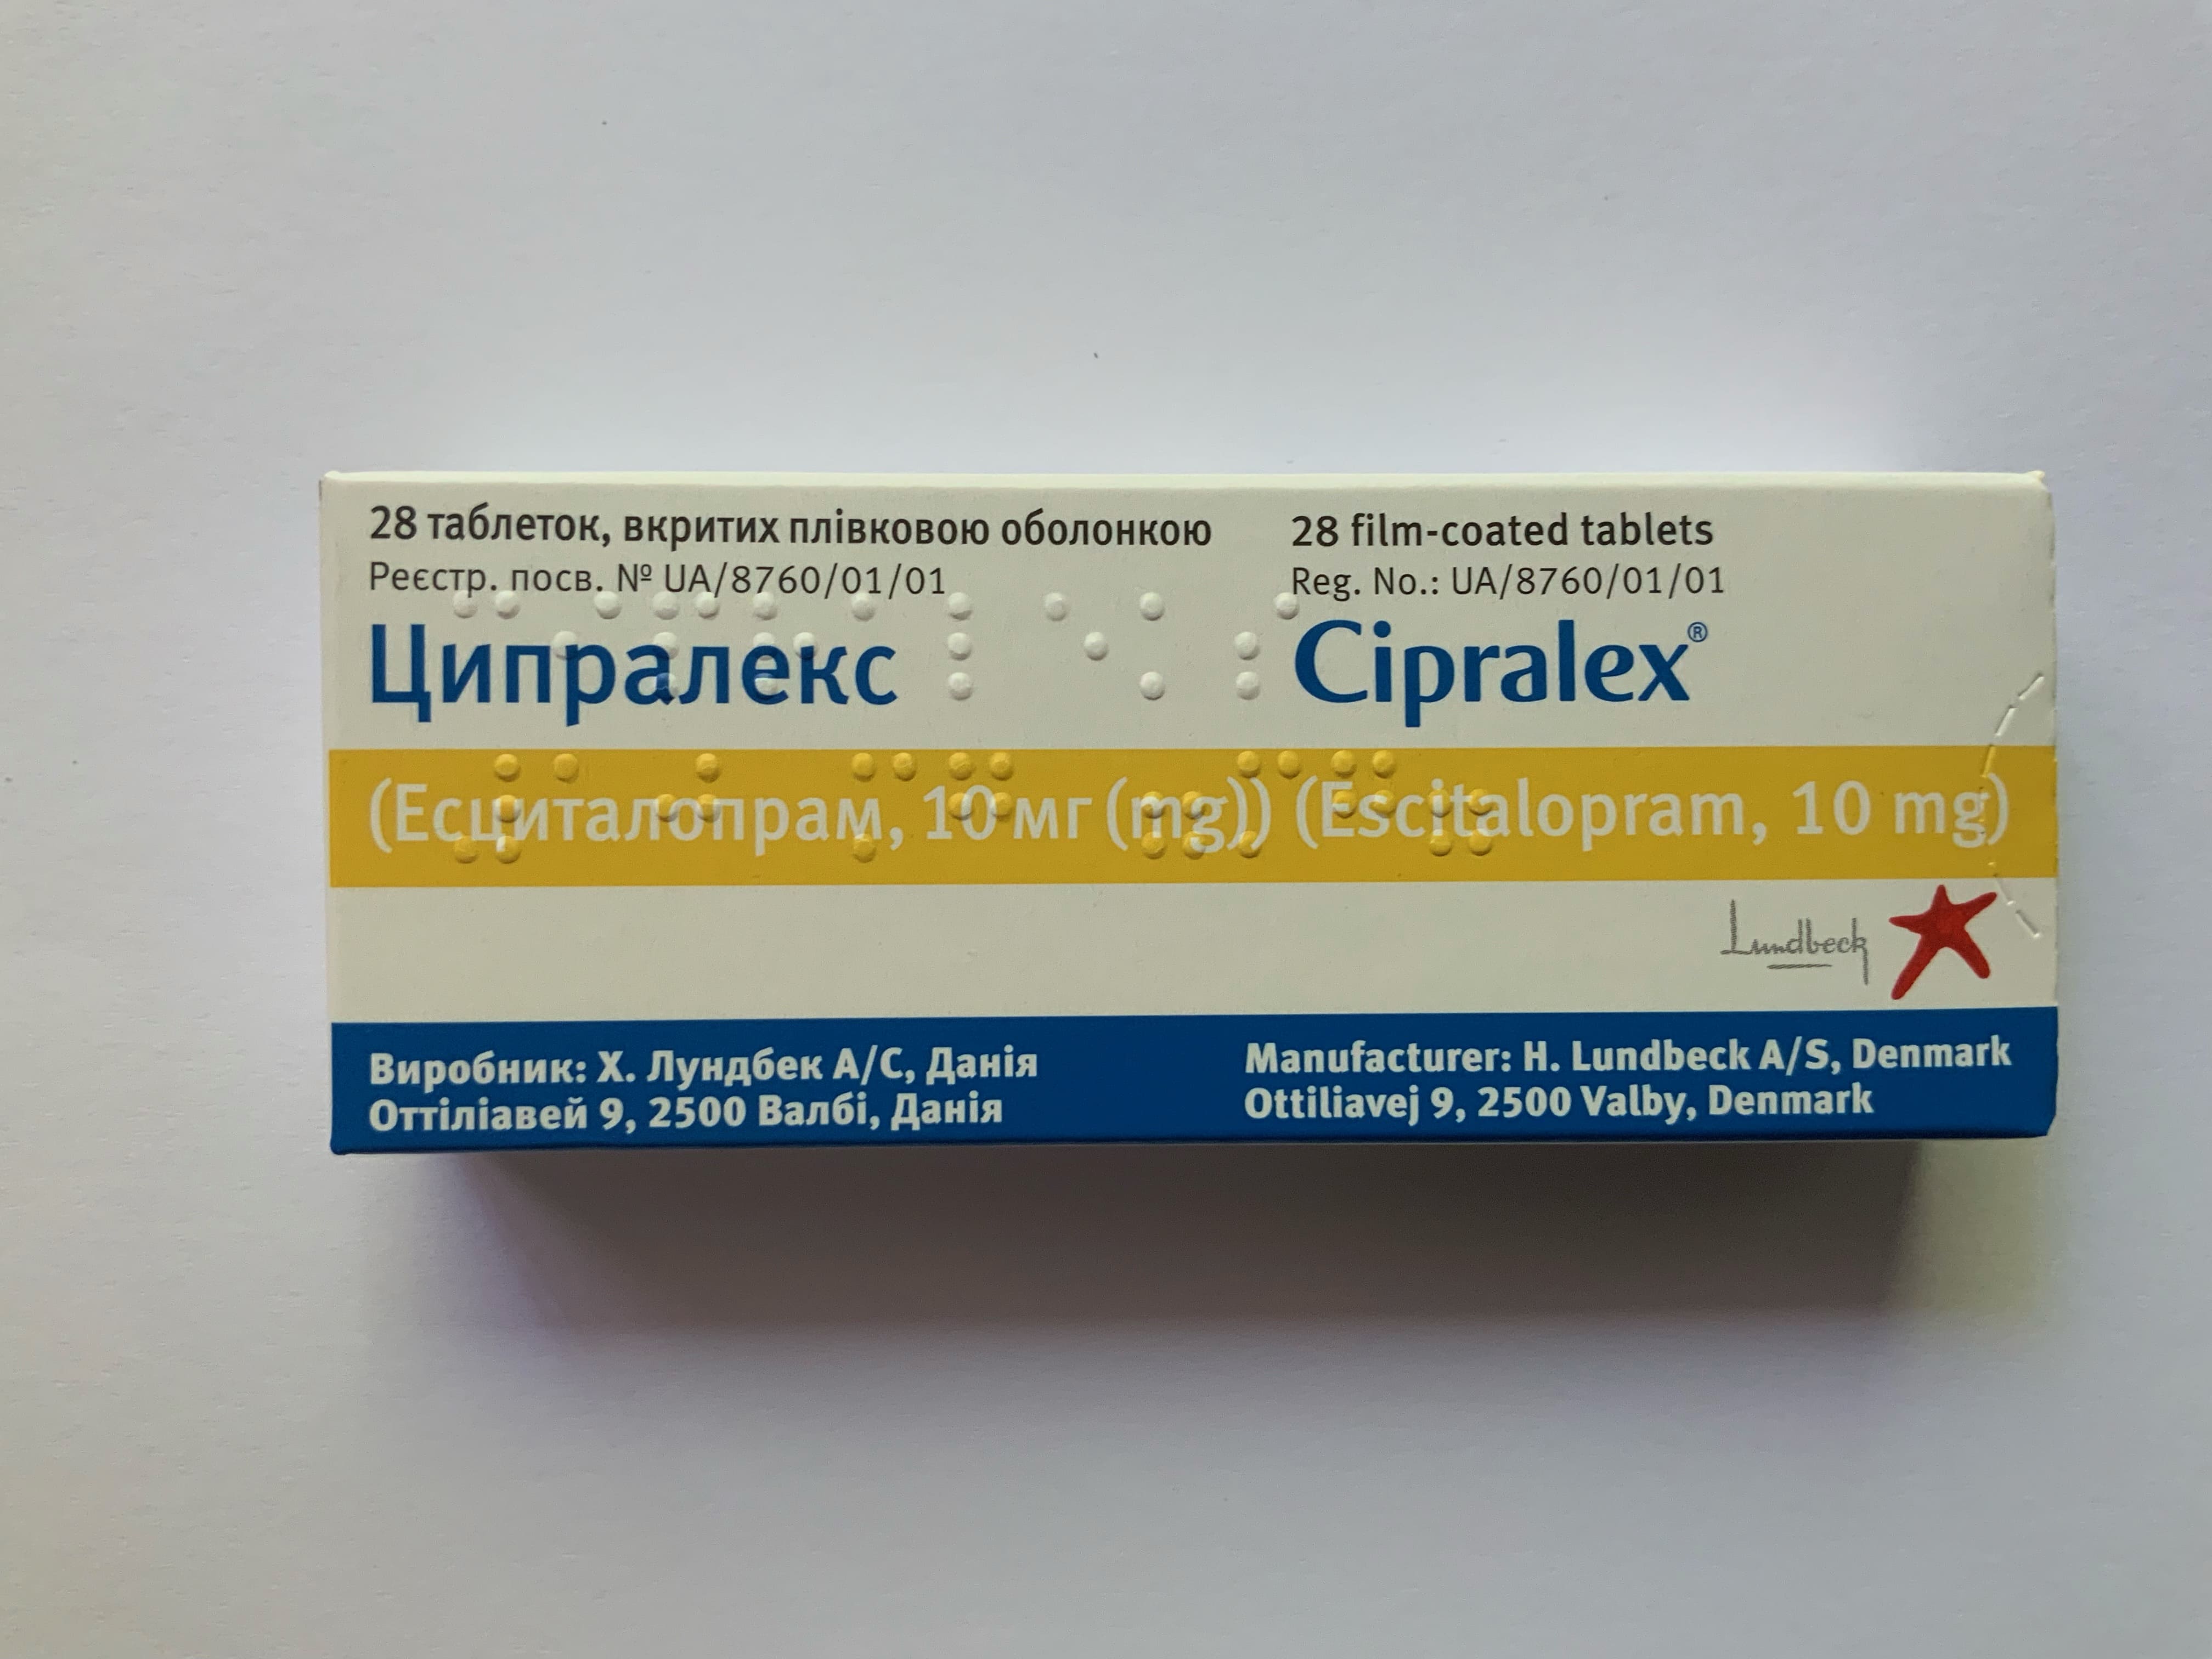 28 таблеток, вкритих плівковою оболонкою
Реєстр. посв. № UA/8760/01/01
Ципралекс
28 film-coated tablets
Reg. No.: UA/8760/01/01
Cipralex®
(Есциталопрам, 10 мг (mg)) (Escitalopram, 10 mg)
Lundbeck
Виробник: Х. Лундбек А/С, Данія
Оттіліавей 9, 2500 Валбі, Данія
Manufacturer: H. Lundbeck A/S, Denmark
Ottiliavej 9, 2500 Valby, Denmark